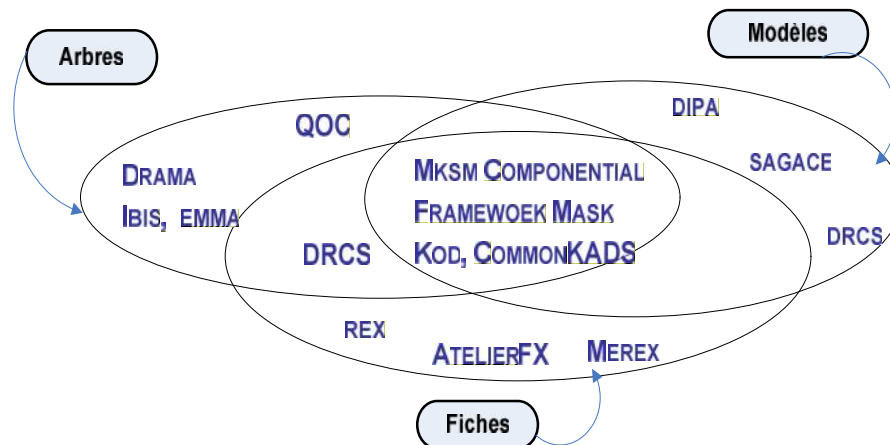 Modèles
Arbres
DIPA
QOC
SAGACE
DRAMA
MKSM COMPONENTIAL
IBIS, EMMA
FRAMEWOEK MASK
DRCS
DRCS
KOD, COMMONKADS
REX
ATELIERFX
MEREX
Fiches